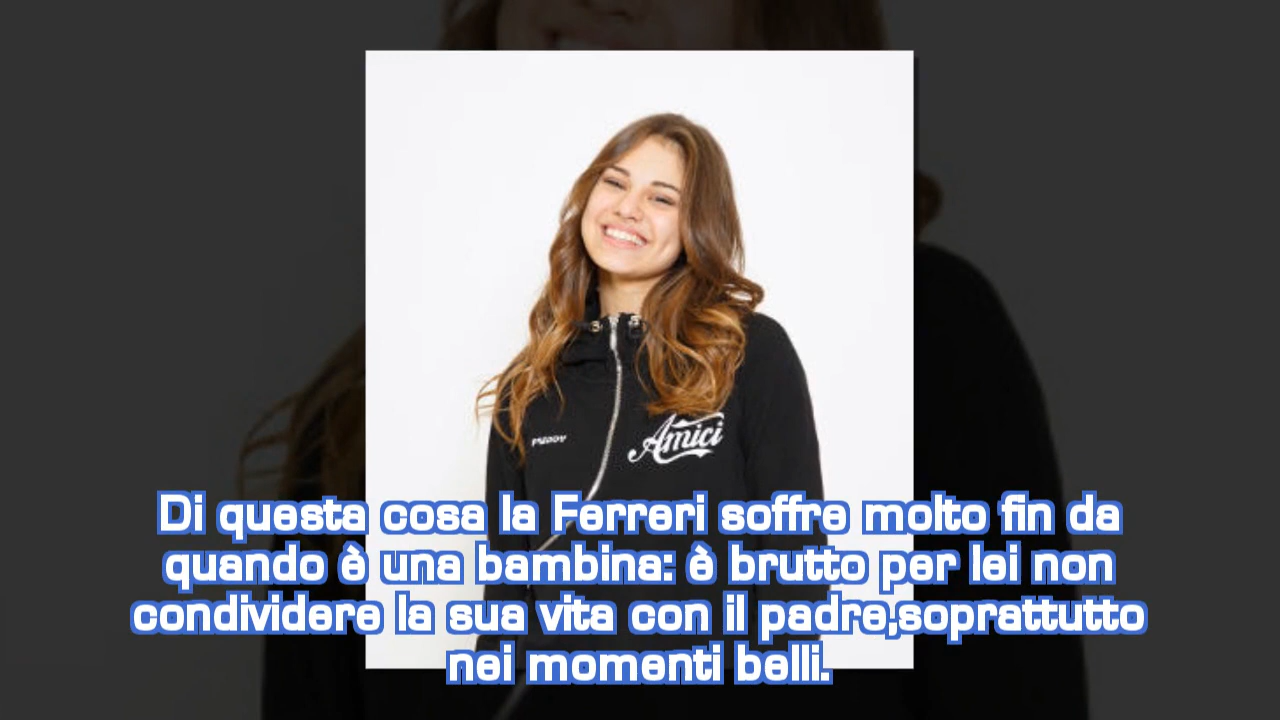 FREDDY
Amici
Di questa cosa la Ferreri soffre molto fin da
quando è una bambina: è brutto per lei non
condividere la sua vita con il padre,soprattutto
nei momenti belli.